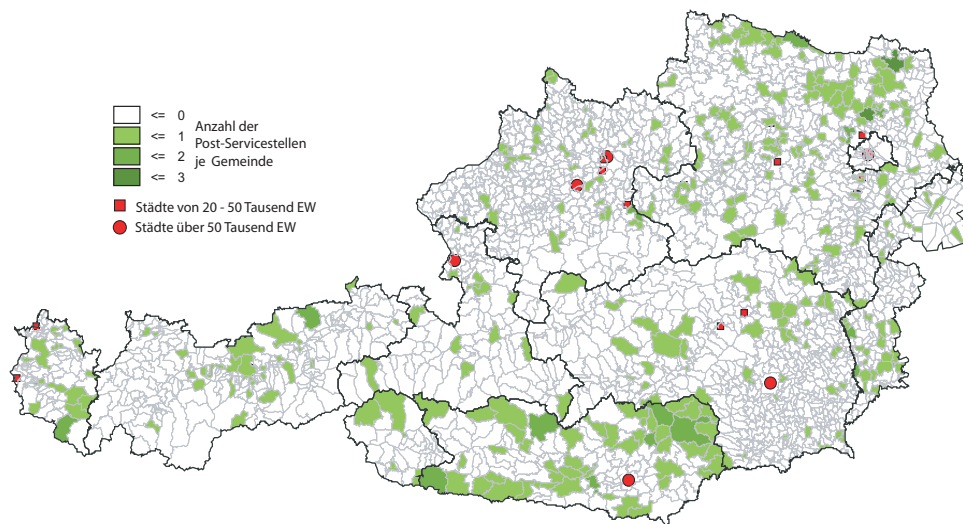 <= 0
<= 1 Anzahl der
Post-Servicestellen
<= 2 je Gemeinde
<= 3
Städte von 20 - 50 Tausend EW
Städte über 50 Tausend EW